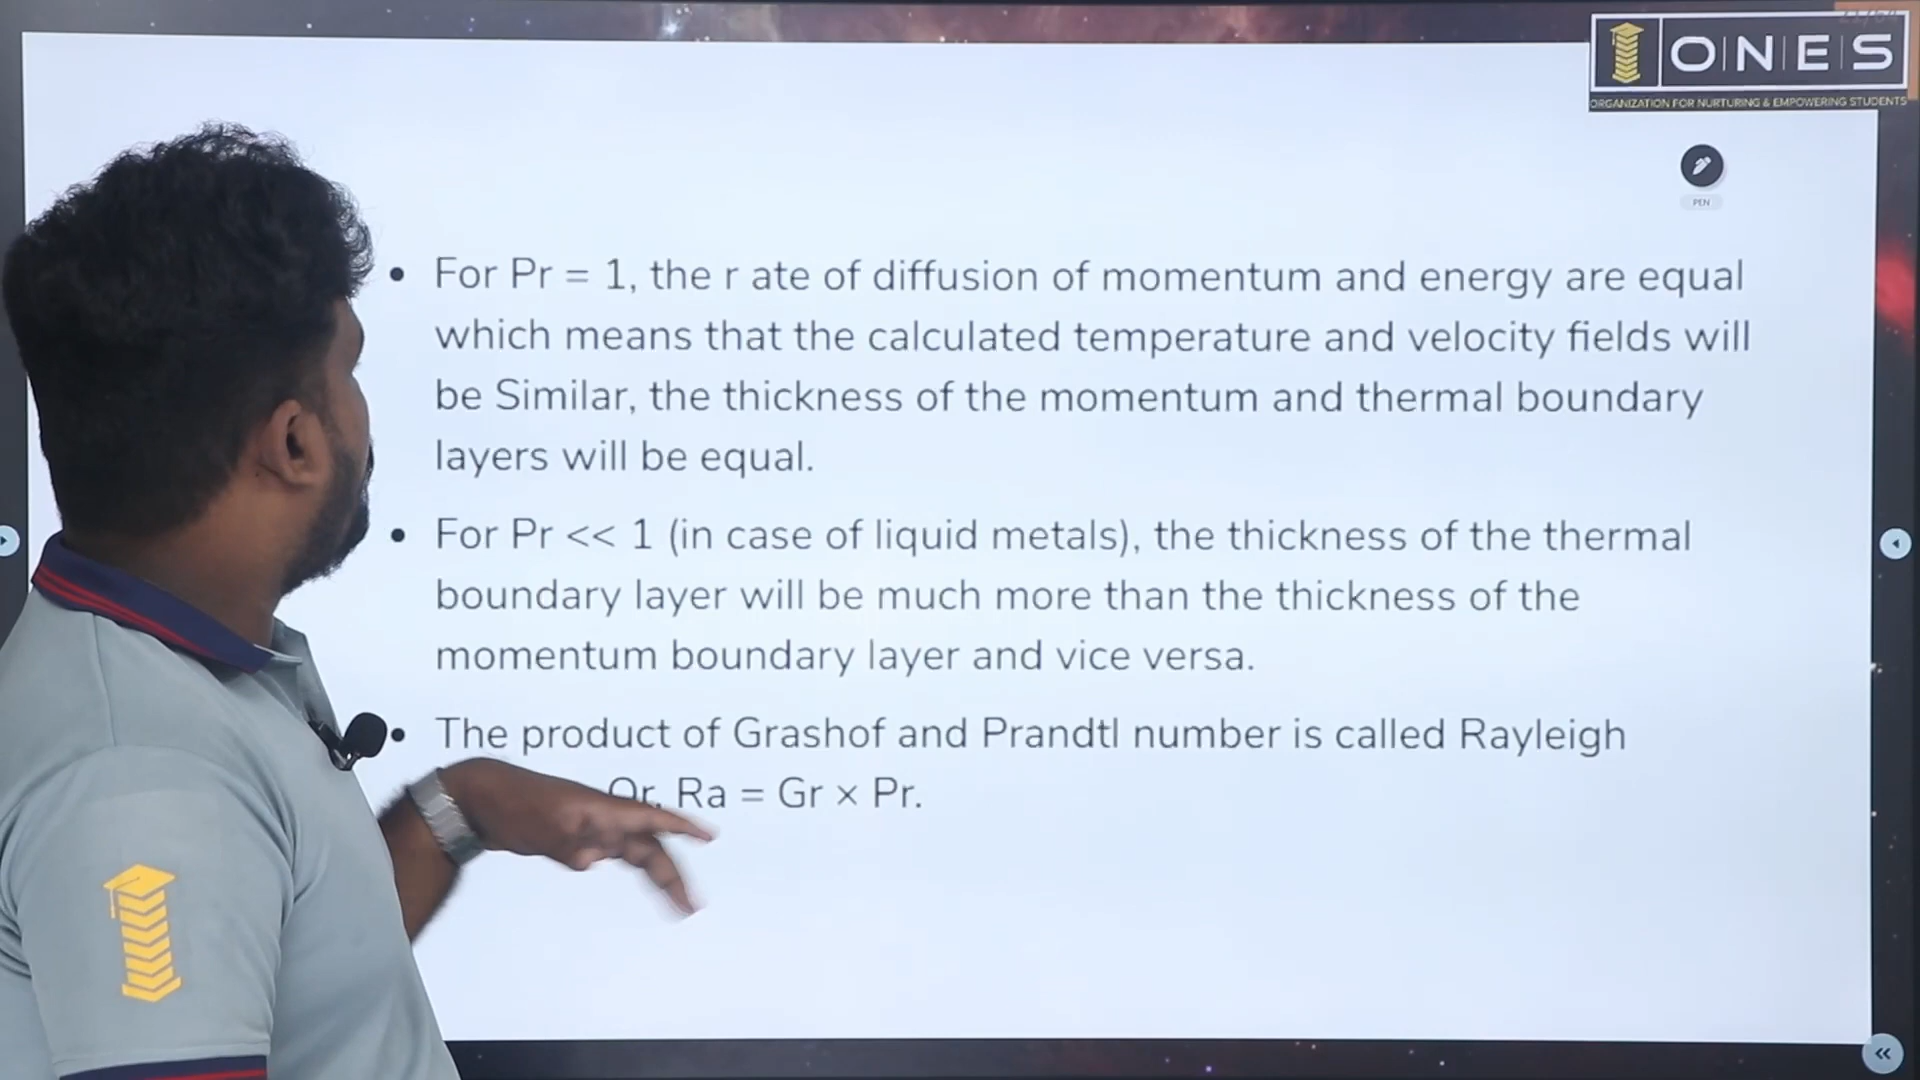 O|N|E|S
ORGANIZATION FOR NURTURING & EMPOWERING STUDENTS
PEN
• For Pr = 1, the r ate of diffusion of momentum and energy are equal
which means that the calculated temperature and velocity fields will
be Similar, the thickness of the momentum and thermal boundary
layers will be equal.
• For Pr << 1 (in case of liquid metals), the thickness of the thermal
boundary layer will be much more than the thickness of the
momentum boundary layer and vice versa.
• The product of Grashof and Prandtl number is called Rayleigh
Or, Ra = Gr × Pr.